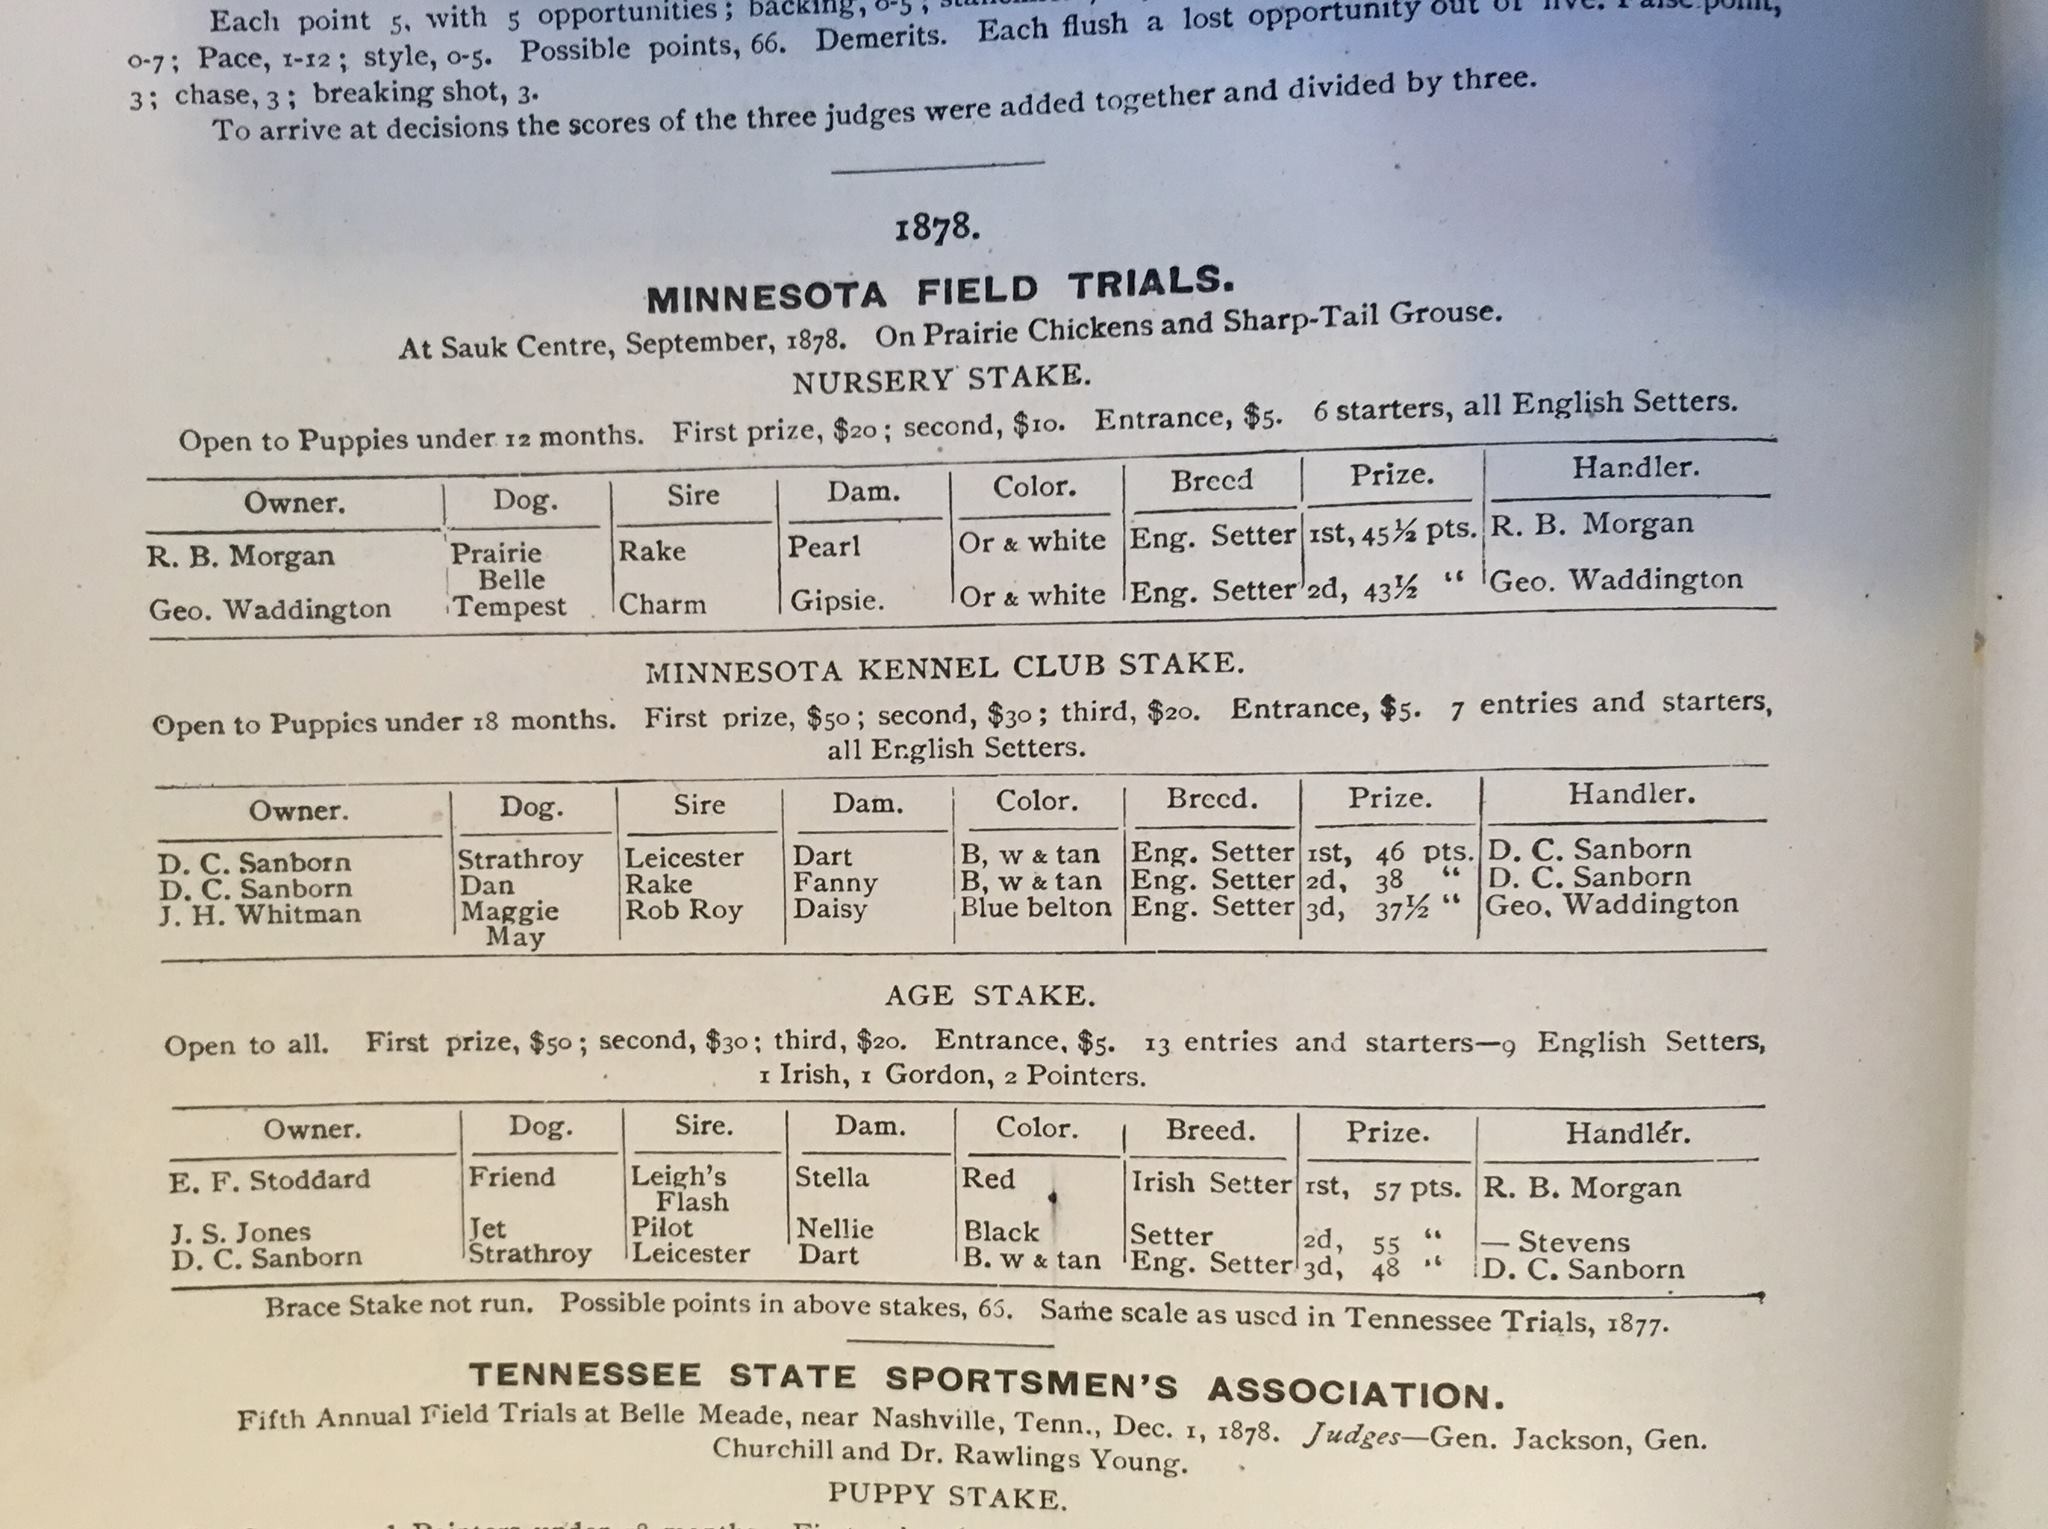 Each point 5, with 5 opportunities; backing, 0-5;
0-7; Pace, 1-12; style, 0-5. Possible points, 66. Demerits. Each flush a lost opportunity out of five. False point,
3; chase, 3; breaking shot, 3.
To arrive at decisions the scores of the three judges were added together and divided by three.
1878.
MINNESOTA FIELD TRIALS.
At Sauk Centre, September, 1878. On Prairie Chickens and Sharp-Tail Grouse.
NURSERY STAKE.
Open to Puppies under 12 months. First prize, $20; second, $10. Entrance, $5. 6 starters, all English Setters.
Owner. Dog. Sire Dam. Color. Breed Prize. Handler.
R. B. Morgan Prairie Rake Pearl Or & white Eng. Setter 1st, 45½ pts. R. B. Morgan
Belle
Geo. Waddington Tempest Charm Gipsie. Or & white Eng. Setter 2d, 43½ " Geo. Waddington
MINNESOTA KENNEL CLUB STAKE.
Open to Puppies under 18 months. First prize, $50; second, $30; third, $20. Entrance, $5. 7 entries and starters,
all English Setters.
Owner. Dog. Sire Dam. Color. Breed. Prize. Handler.
D. C. Sanborn Strathroy Leicester Dart B, w & tan Eng. Setter 1st, 46 pts. D. C. Sanborn
D. C. Sanborn Dan Rake Fanny B, w & tan Eng. Setter 2d, 38 " D. C. Sanborn
J. H. Whitman Maggie Rob Roy Daisy Blue belton Eng. Setter 3d, 37½ " Geo. Waddington
May
AGE STAKE.
Open to all. First prize, $50; second, $30; third, $20. Entrance, $5. 13 entries and starters—9 English Setters,
1 Irish, 1 Gordon, 2 Pointers.
Owner. Dog. Sire. Dam. Color. Breed. Prize. Handler.
E. F. Stoddard Friend Leigh's Stella Red Irish Setter 1st, 57 pts. R. B. Morgan
Flash
J. S. Jones Jet Pilot Nellie Black Setter 2d, 55 " — Stevens
D. C. Sanborn Strathroy Leicester Dart B. w & tan Eng. Setter 3d, 48 " D. C. Sanborn
Brace Stake not run. Possible points in above stakes, 66. Same scale as used in Tennessee Trials, 1877.
TENNESSEE STATE SPORTSMEN'S ASSOCIATION.
Fifth Annual Field Trials at Belle Meade, near Nashville, Tenn., Dec. 1, 1878. Judges—Gen. Jackson, Gen.
Churchill and Dr. Rawlings Young.
PUPPY STAKE.